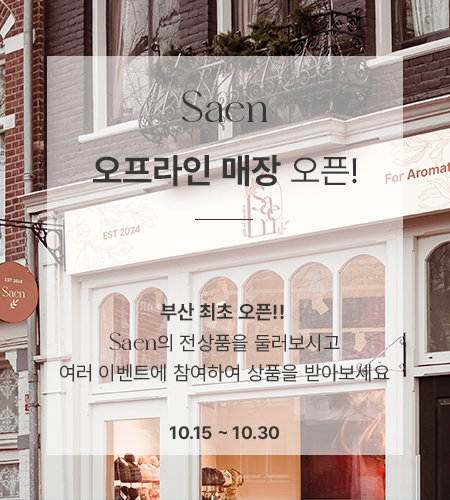 Saen
오프라인 매장 오픈!
EST 2024
Saen
For Aromat
EST 2024
Saen
부산 최초 오픈!!
Saen의 전상품을 둘러보시고
여러 이벤트에 참여하여 상품을 받아보세요
10.15 ~ 10.30